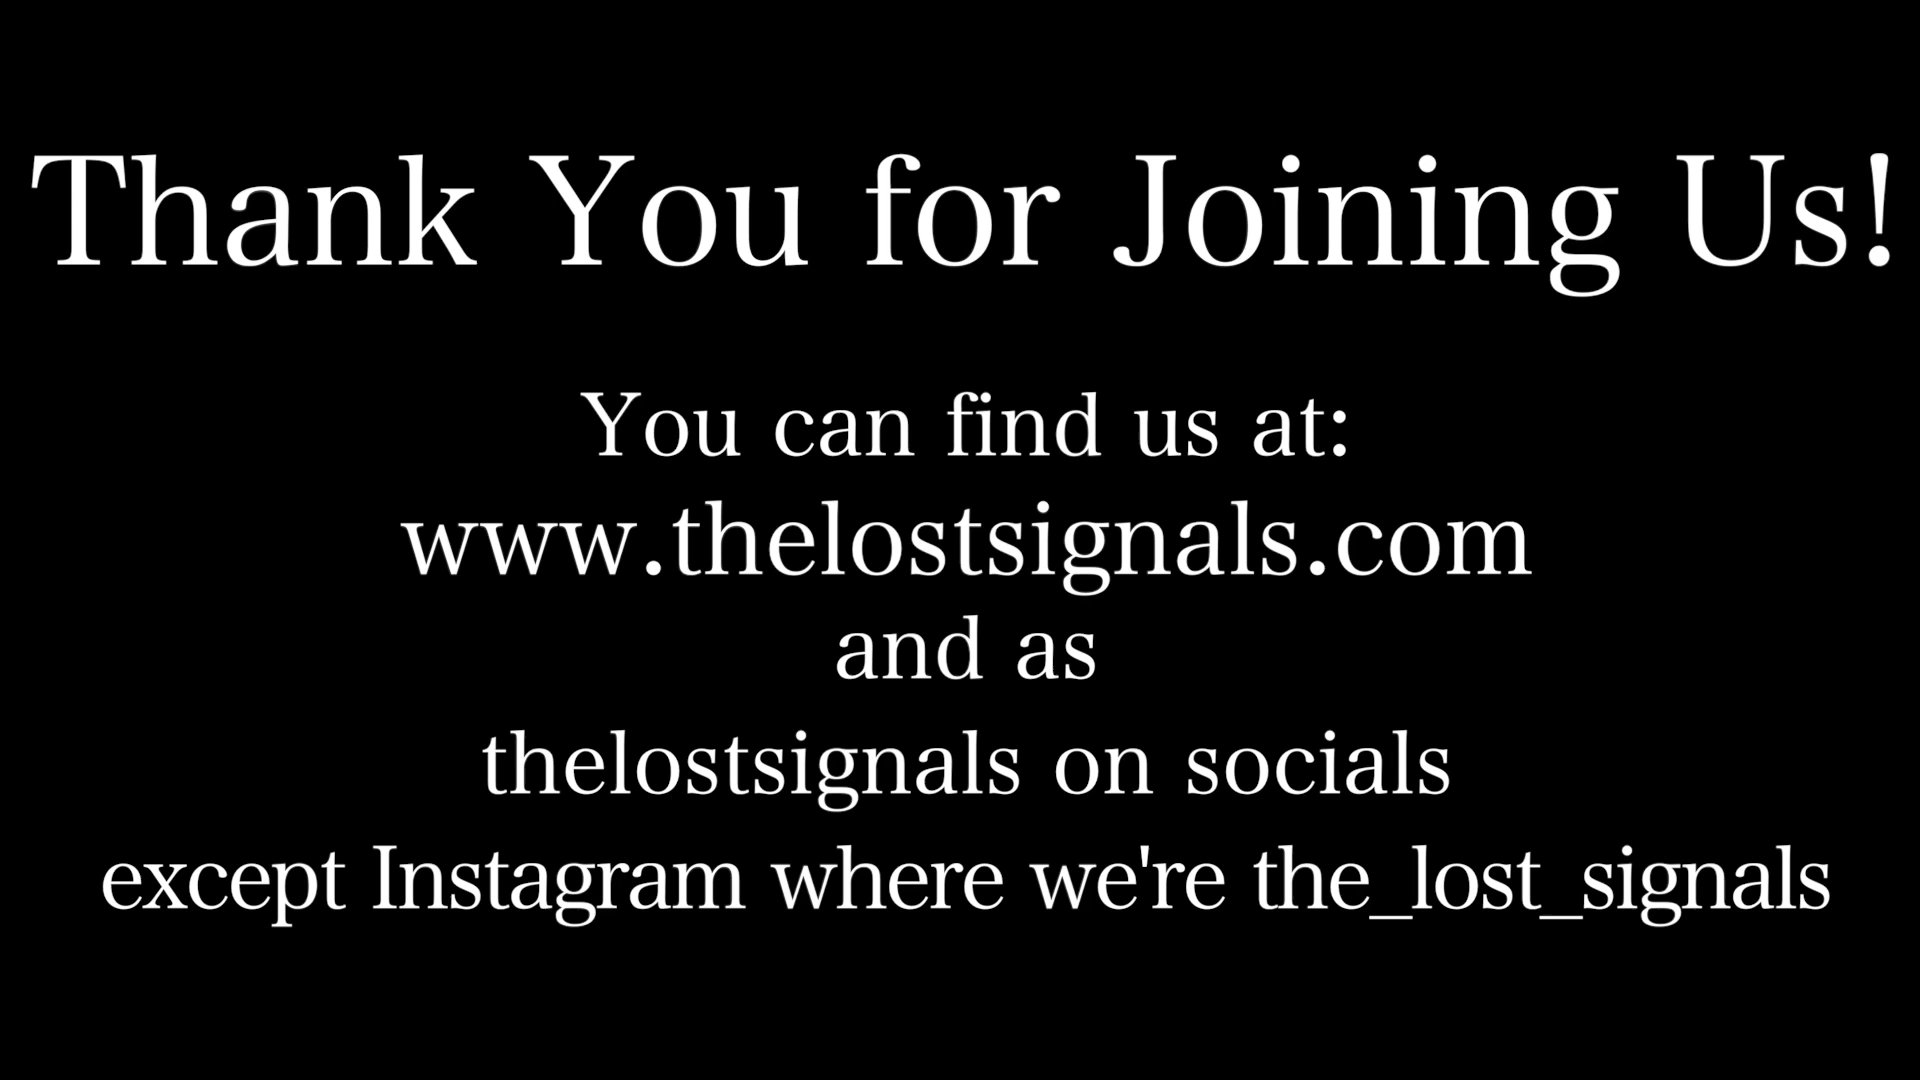 Thank You for Joining Us!
You can find us at:
www.thelostsignals.com
and as
thelostsignals on socials
except Instagram where we're the_lost_signals